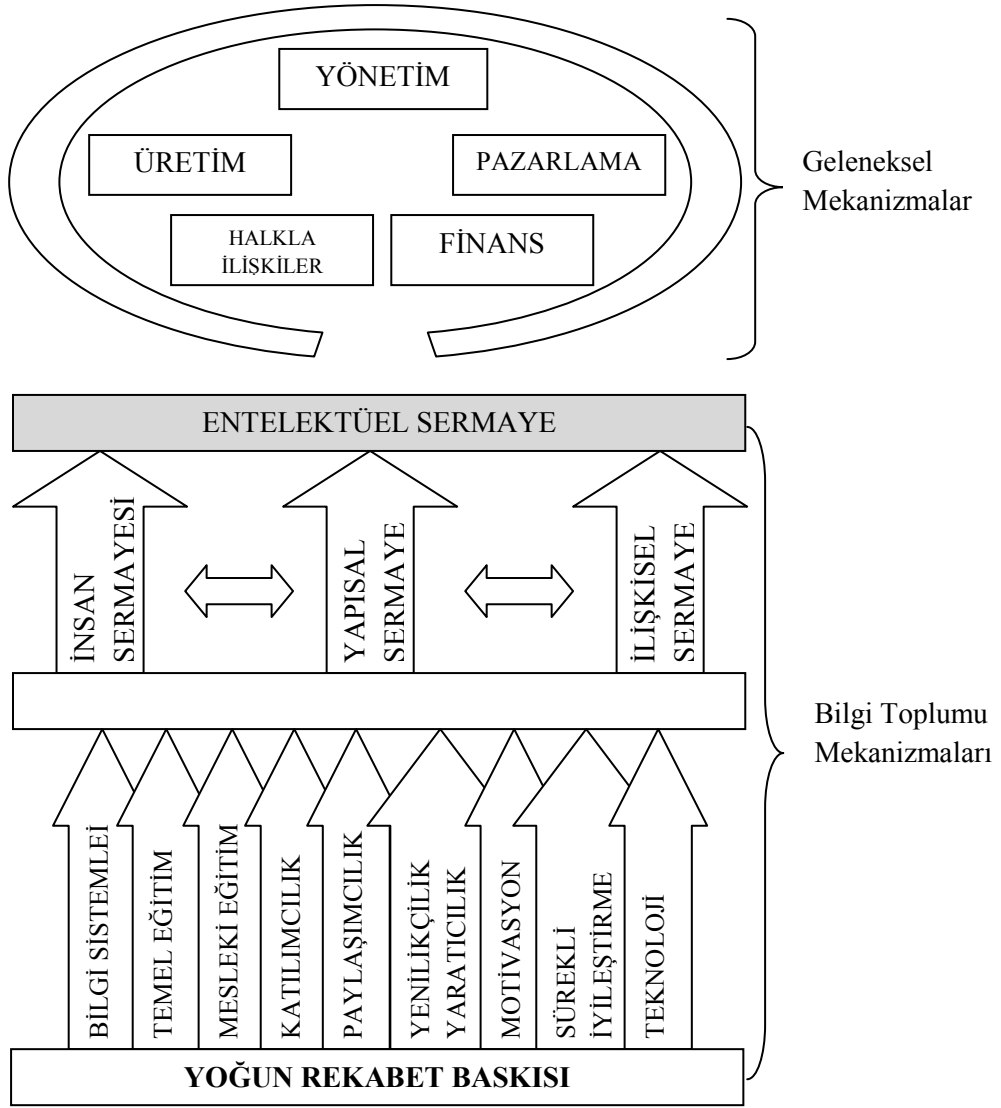 YÖNETİM
ÜRETİM
PAZARLAMA
HALKLA
İLİŞKİLER
FİNANS
Geleneksel
Mekanizmalar
ENTELEKTÜEL SERMAYE
İNSAN
SERMAYESİ
YAPISAL
SERMAYE
İLİŞKİSEL
SERMAYE
Bilgi Toplumu
Mekanizmaları
BİLGİ SİSTEMLEİ
TEMEL EĞİTİM
MESLEKİ EĞİTİM
KATILIMCILIK
PAYLAŞIMCILIK
YENİLİKÇİLİK
YARATICILIK
MOTİVASYON
SÜREKLİ
İYİLEŞTİRME
TEKNOLOJİ
YOĞUN REKABET BASKISI